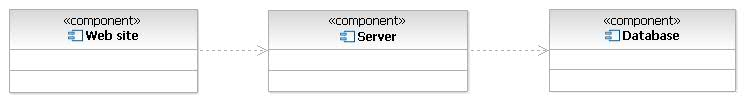 «component»
Web site
«component»
Server
«component»
Database